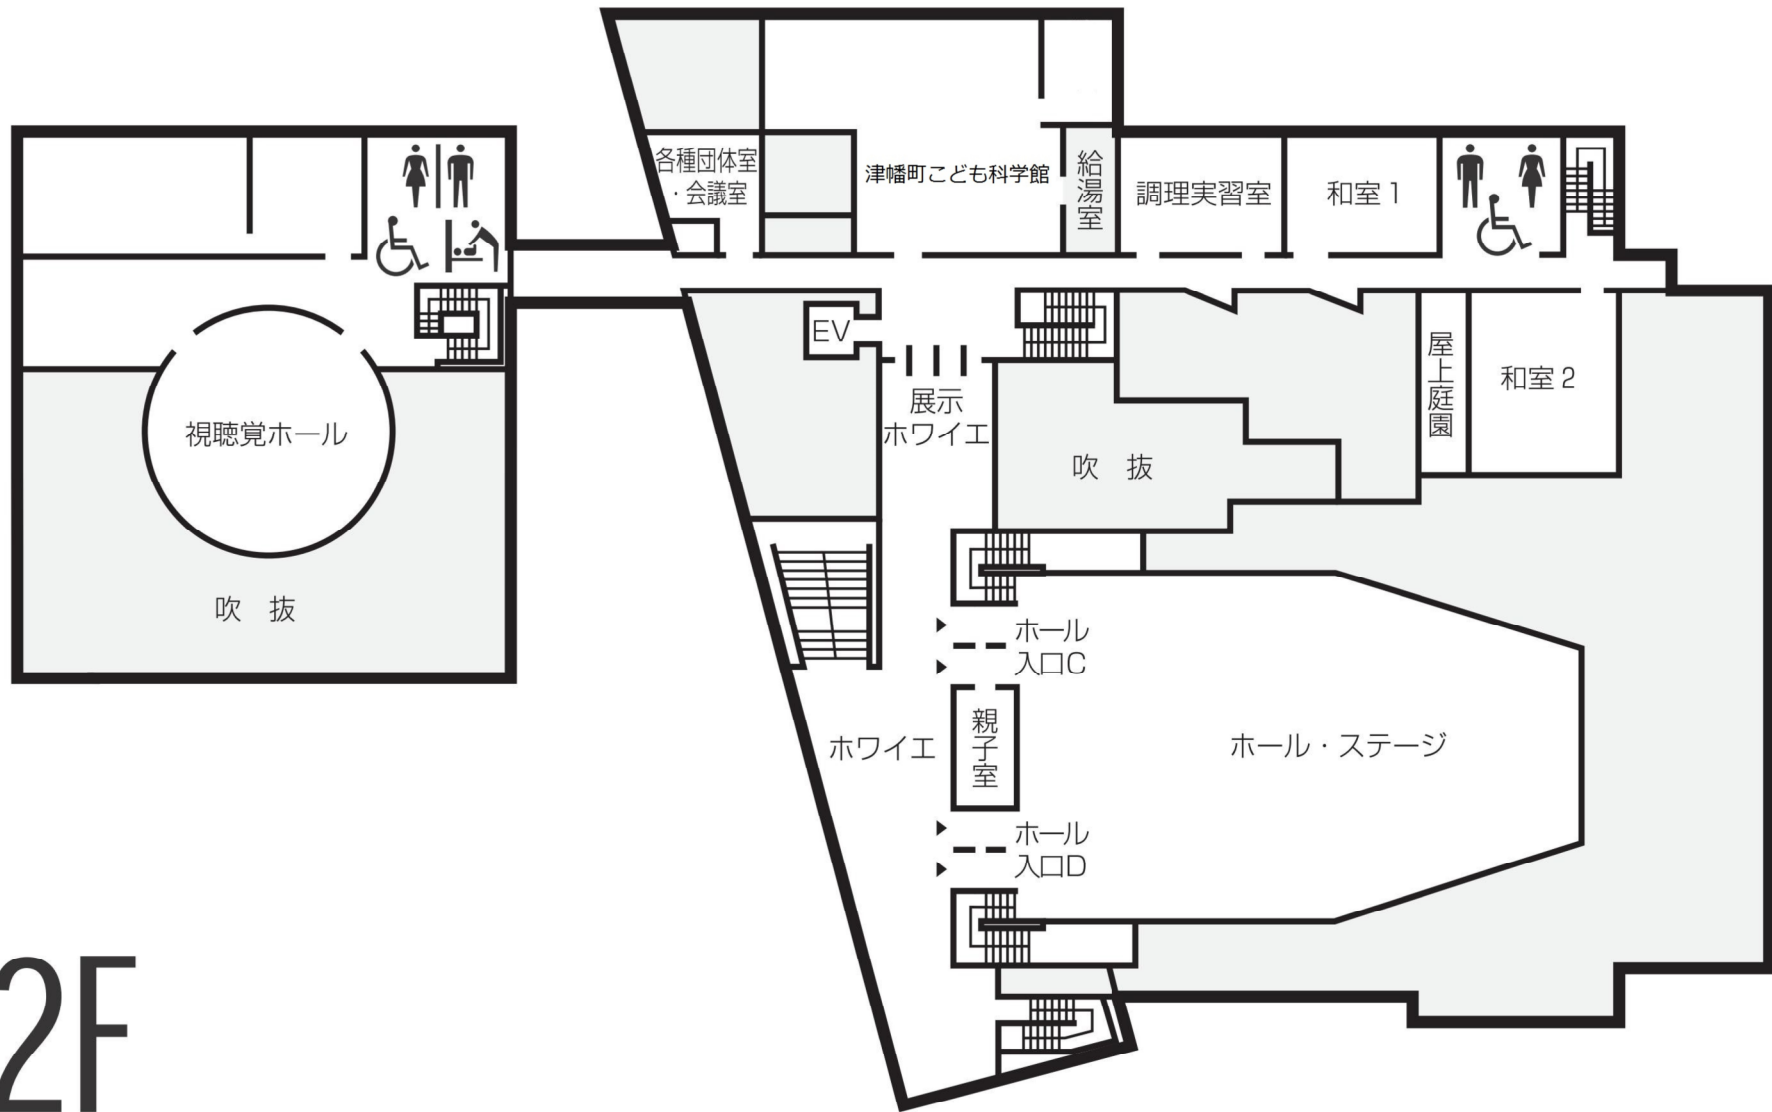 各種団体室
・会議室
津幡町こども科学館
給湯室
調理実習室
和室1
EV
展示
ホワイエ
屋上庭園
和室2
視聴覚ホール
吹 抜
吹 抜
ホール
入口C
ホワイエ
親子室
ホール・ステージ
ホール
入口D
2F